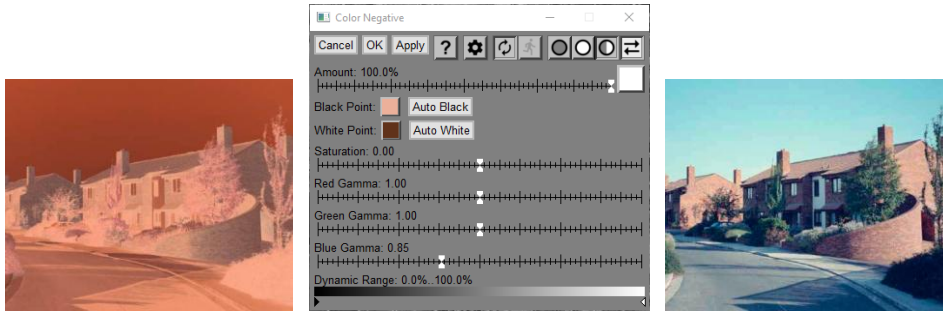 Color Negative
Cancel OK Apply ?
Amount: 100.0%
Black Point: Auto Black
White Point: Auto White
Saturation: 0.00
Red Gamma: 1.00
Green Gamma: 1.00
Blue Gamma: 0.85
Dynamic Range: 0.0%..100.0%